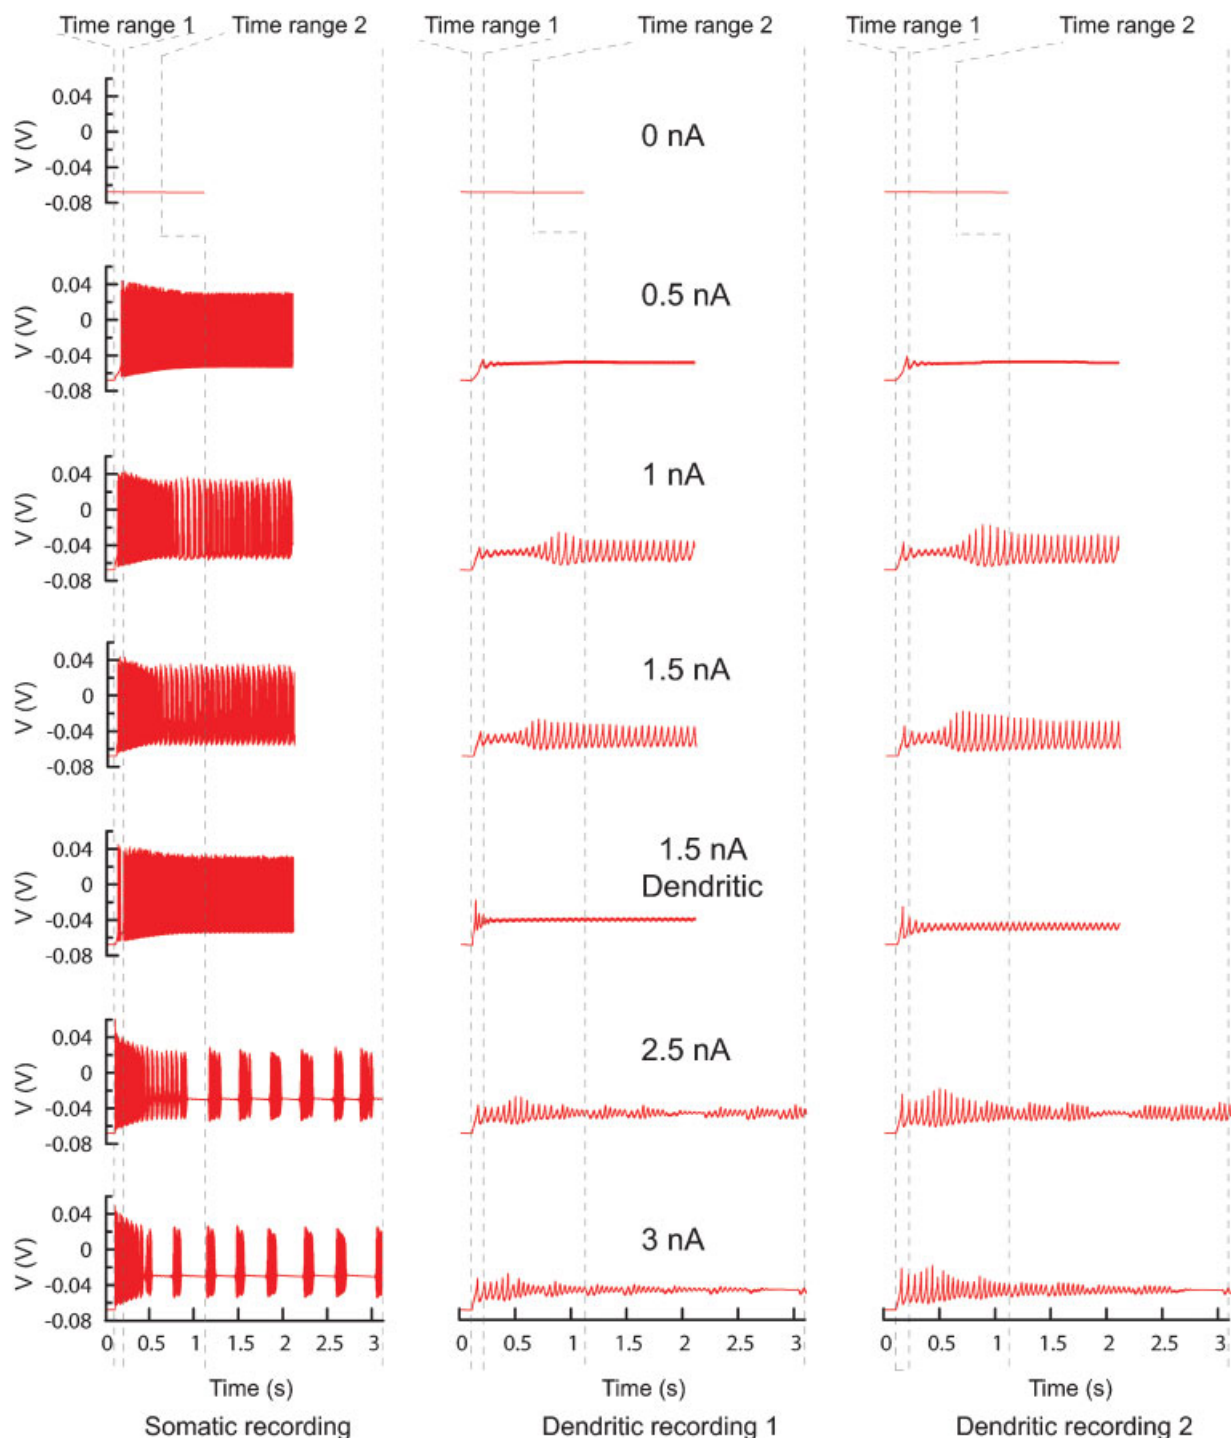 Time range 1 Time range 2 Time range 1 Time range 2 Time range 1 Time range 2
0.04
0
-0.04
-0.08
V (V)
0 nA
0.04
0
-0.04
-0.08
V (V)
0.5 nA
0.04
0
-0.04
-0.08
V (V)
1 nA
0.04
0
-0.04
-0.08
V (V)
1.5 nA
0.04
0
-0.04
-0.08
V (V)
1.5 nA
Dendritic
0.04
0
-0.04
-0.08
V (V)
2.5 nA
0.04
0
-0.04
-0.08
V (V)
3 nA
0 0.5 1 1.5 2 2.5 3 0 0.5 1 1.5 2 2.5 3 0 0.5 1 1.5 2 2.5 3
Time (s) Time (s) Time (s)
Somatic recording Dendritic recording 1 Dendritic recording 2